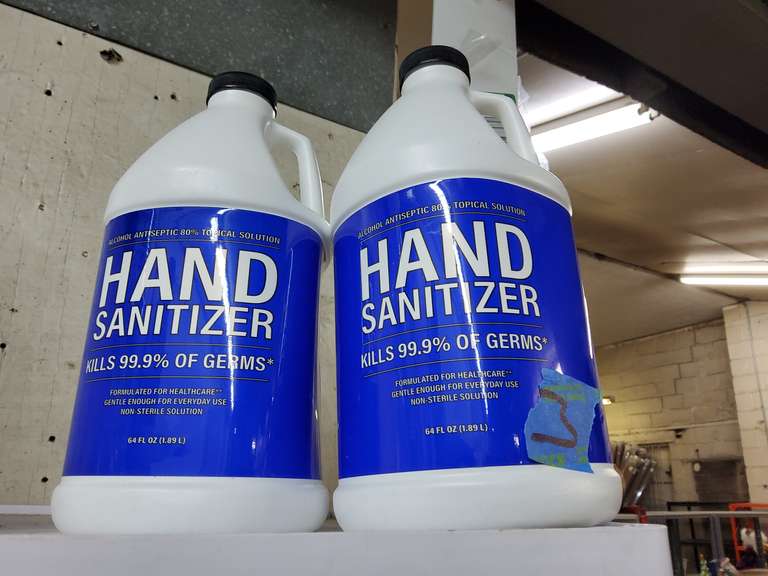 ALCOHOL ANTISEPTIC 80% TOPICAL SOLUTION
HAND
SANITIZER
KILLS 99.9% OF GERMS*
FORMULATED FOR HEALTHCARE**
GENTLE ENOUGH FOR EVERYDAY USE
NON-STERILE SOLUTION
64 FL OZ (1.89 L)
ALCOHOL ANTISEPTIC 80% TOPICAL SOLUTION
HAND
SANITIZER
KILLS 99.9% OF GERMS*
FORMULATED FOR HEALTHCARE**
GENTLE ENOUGH FOR EVERYDAY USE
NON-STERILE SOLUTION
64 FL OZ (1.89 L)